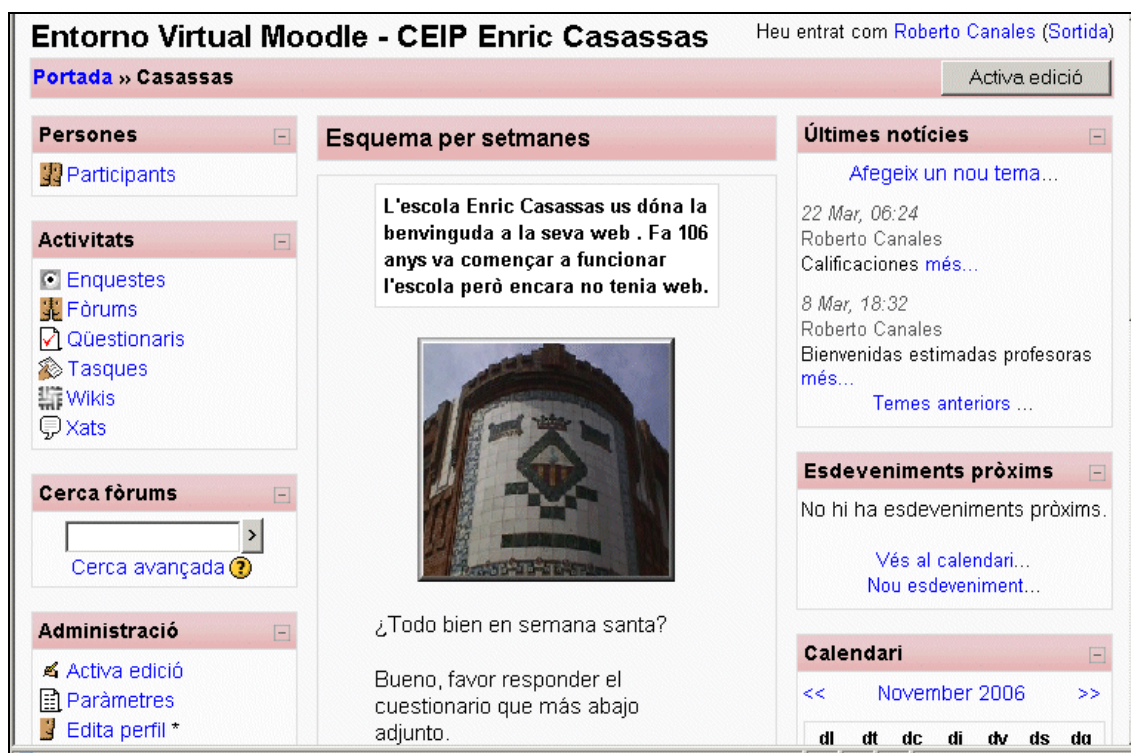 Entorno Virtual Moodle - CEIP Enric Casassas
Heu entrat com Roberto Canales (Sortida)
Portada » Casassas
Activa edició
Persones
Participants
Activitats
Enquestes
Fòrums
Qüestionaris
Tasques
Wikis
Xats
Cerca fòrums
>
Cerca avançada ?
Administració
Activa edició
Paràmetres
Edita perfil *
Esquema per setmanes
L'escola Enric Casassas us dóna la
benvinguda a la seva web . Fa 106
anys va començar a funcionar
l'escola però encara no tenia web.
¿Todo bien en semana santa?
Bueno, favor responder el
cuestionario que más abajo
adjunto.
Últimes notícies
Afegeix un nou tema...
22 Mar, 06:24
Roberto Canales
Calificaciones més...
8 Mar, 18:32
Roberto Canales
Bienvenidas estimadas profesoras
més...
Temes anteriors ...
Esdeveniments pròxims
No hi ha esdeveniments pròxims.
Vés al calendari...
Nou esdeveniment...
Calendari
<< November 2006 >>
dl dt dc dj dv ds dg